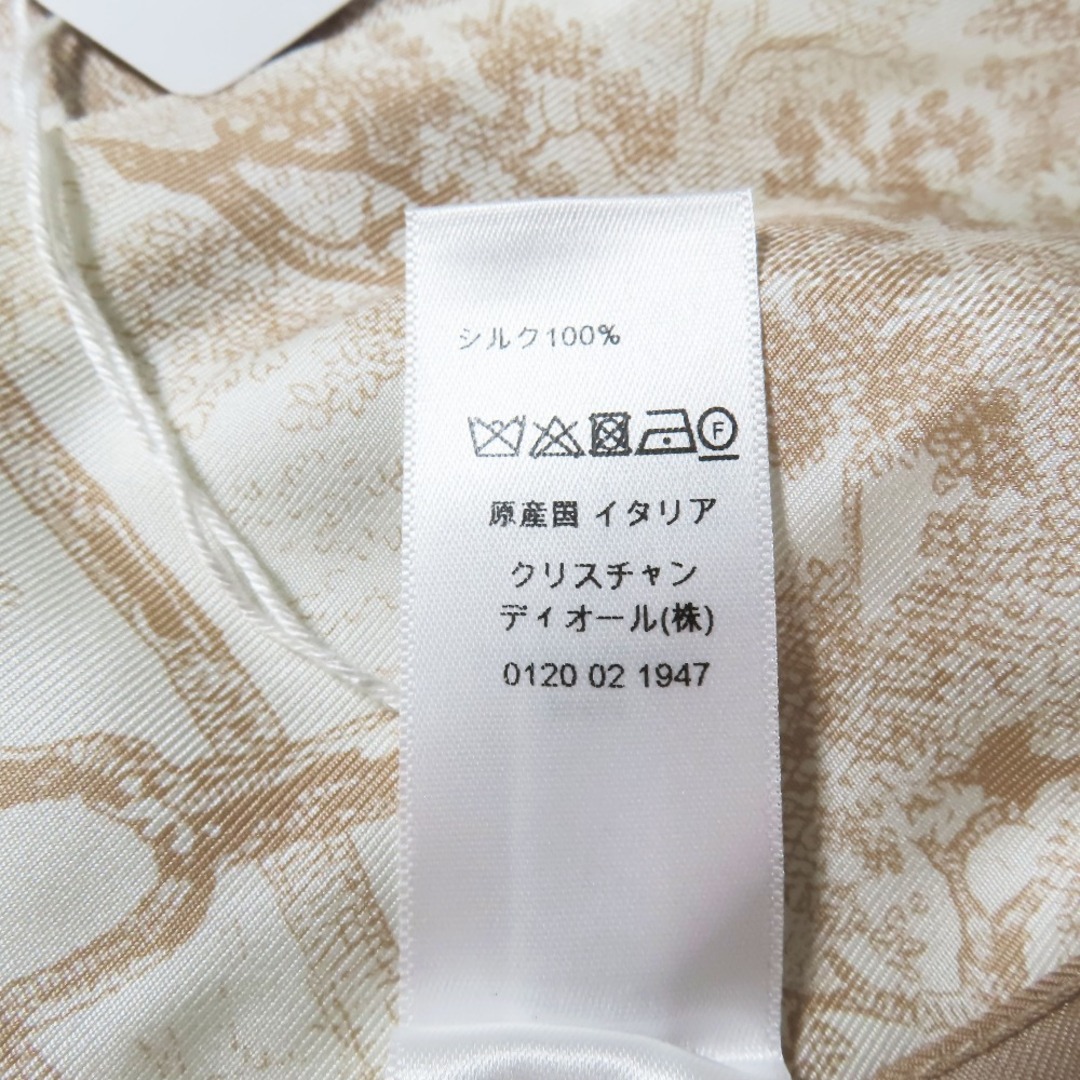 シルク100%
F
原産国 イタリア
クリスチャン
ディオール(株)
0120 02 1947